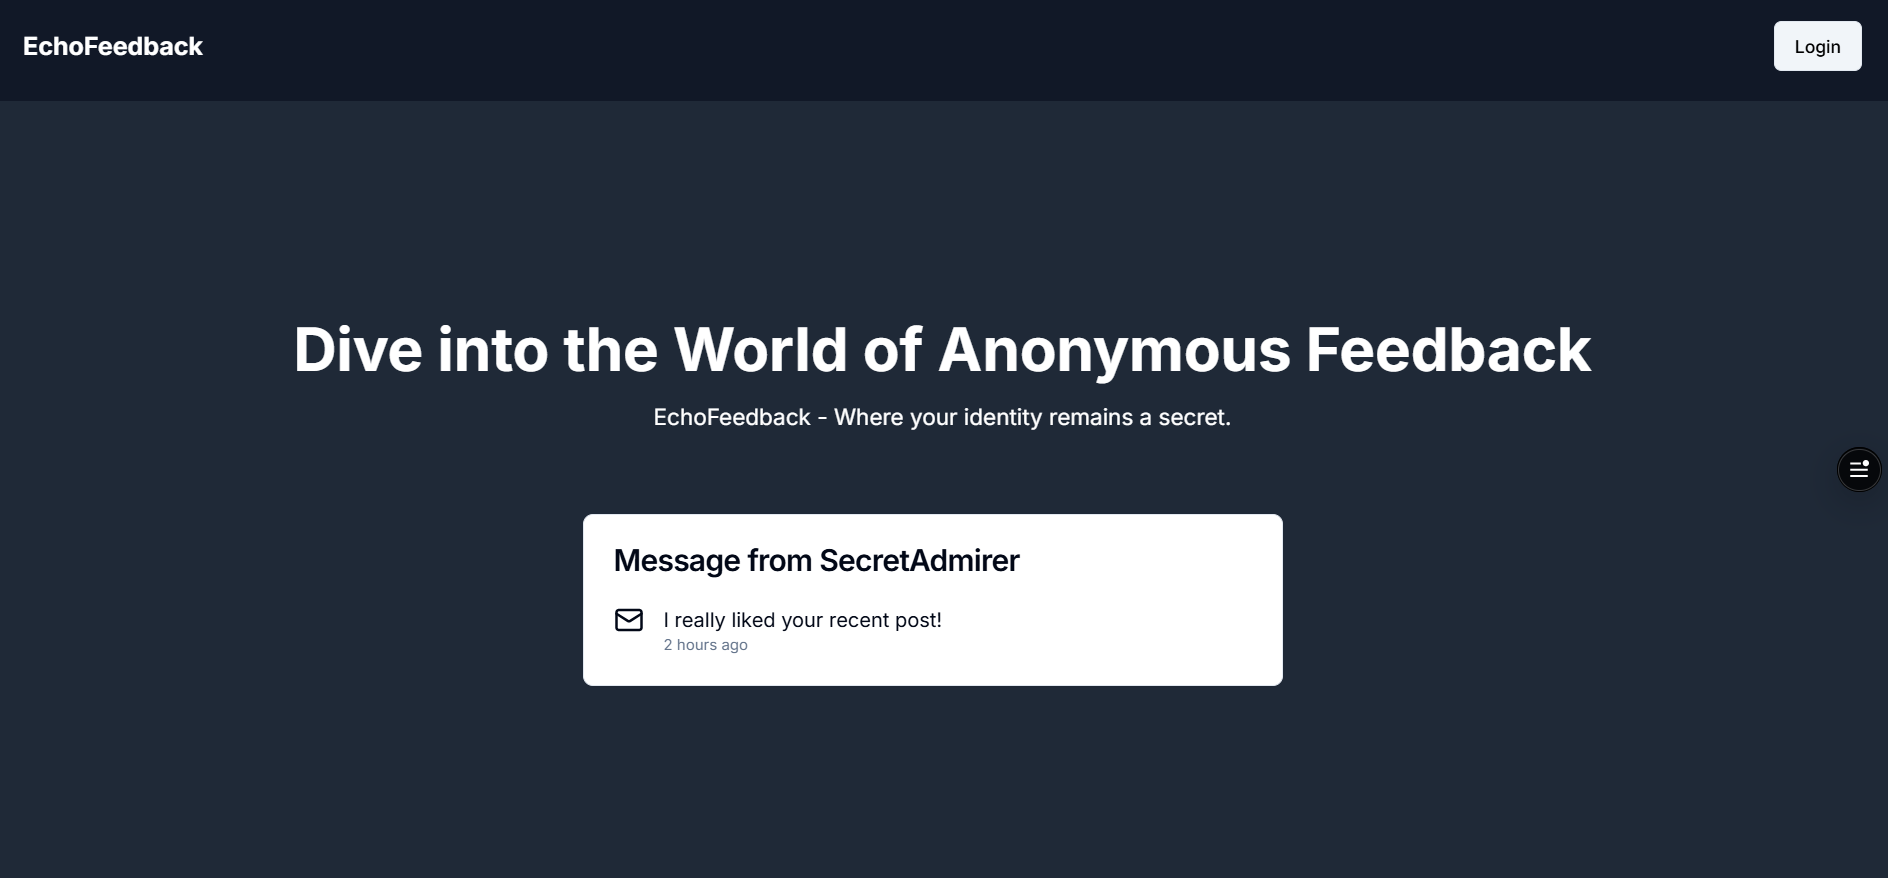 EchoFeedback
Login
Dive into the World of Anonymous Feedback
EchoFeedback - Where your identity remains a secret.
Message from SecretAdmirer
I really liked your recent post!
2 hours ago